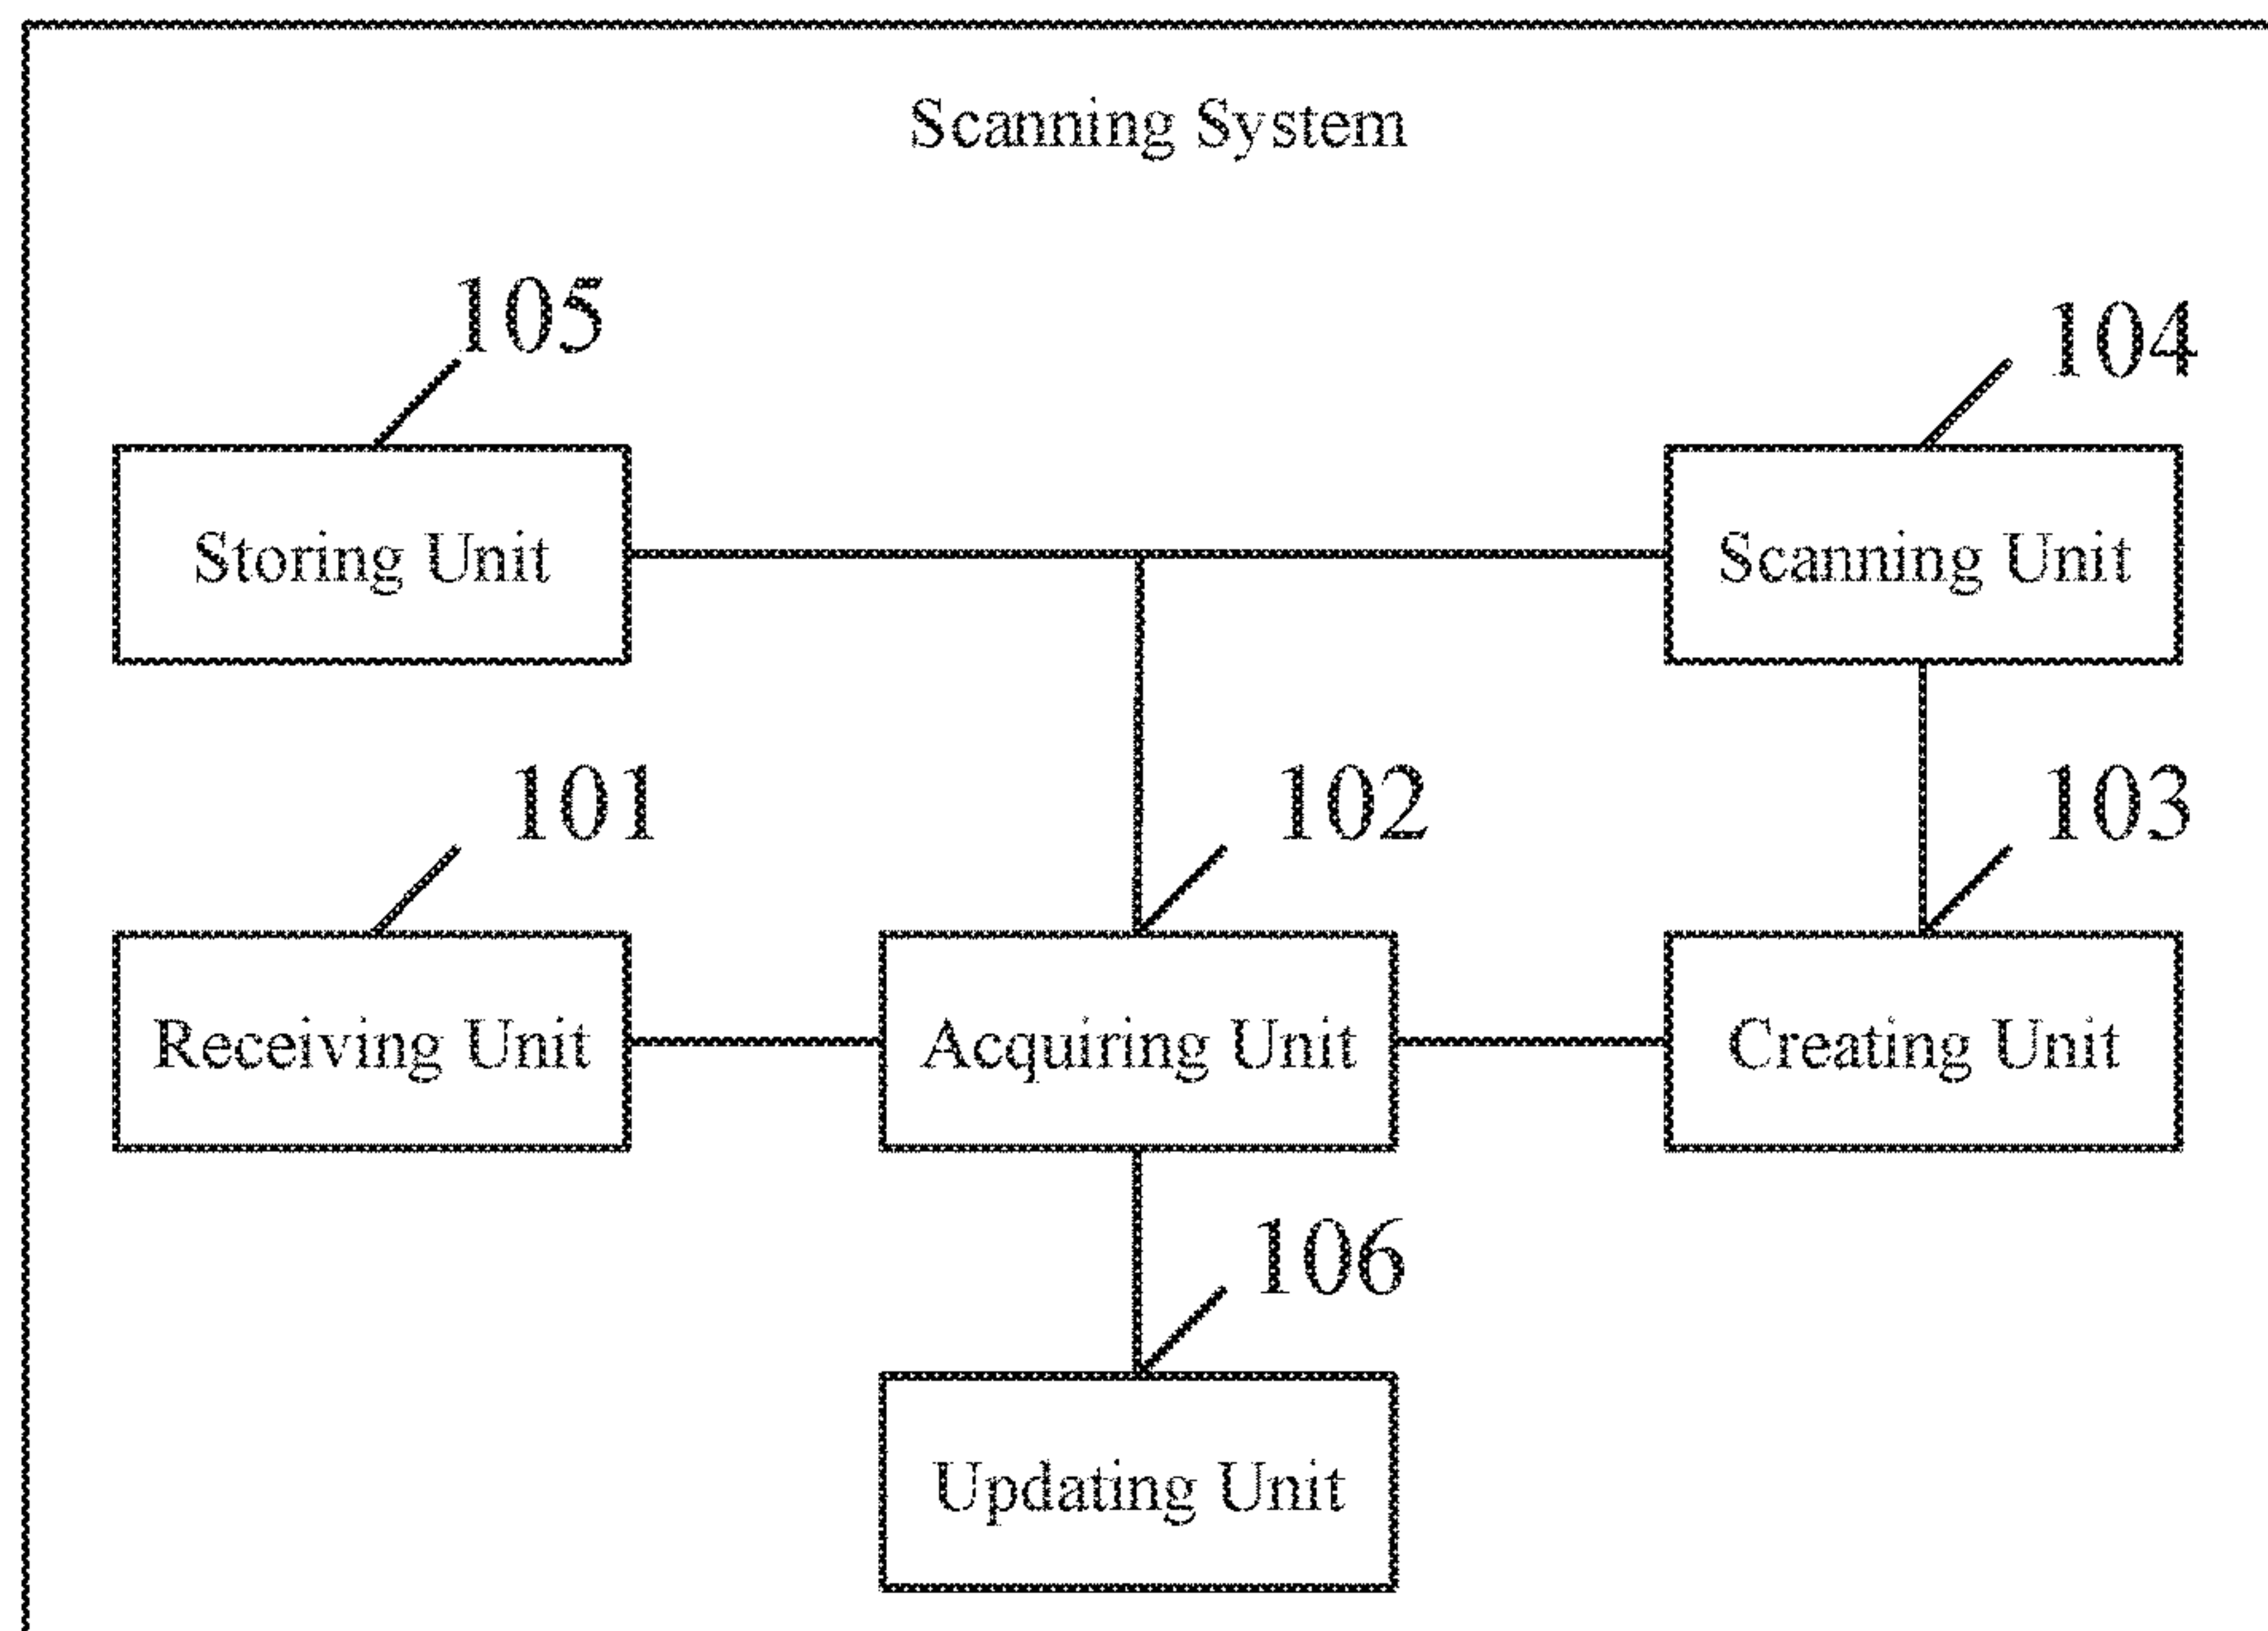 Scanning System
105
104
Storing Unit
Scanning Unit
101
102
103
Receiving Unit
Acquiring Unit
Creating Unit
106
Updating Unit